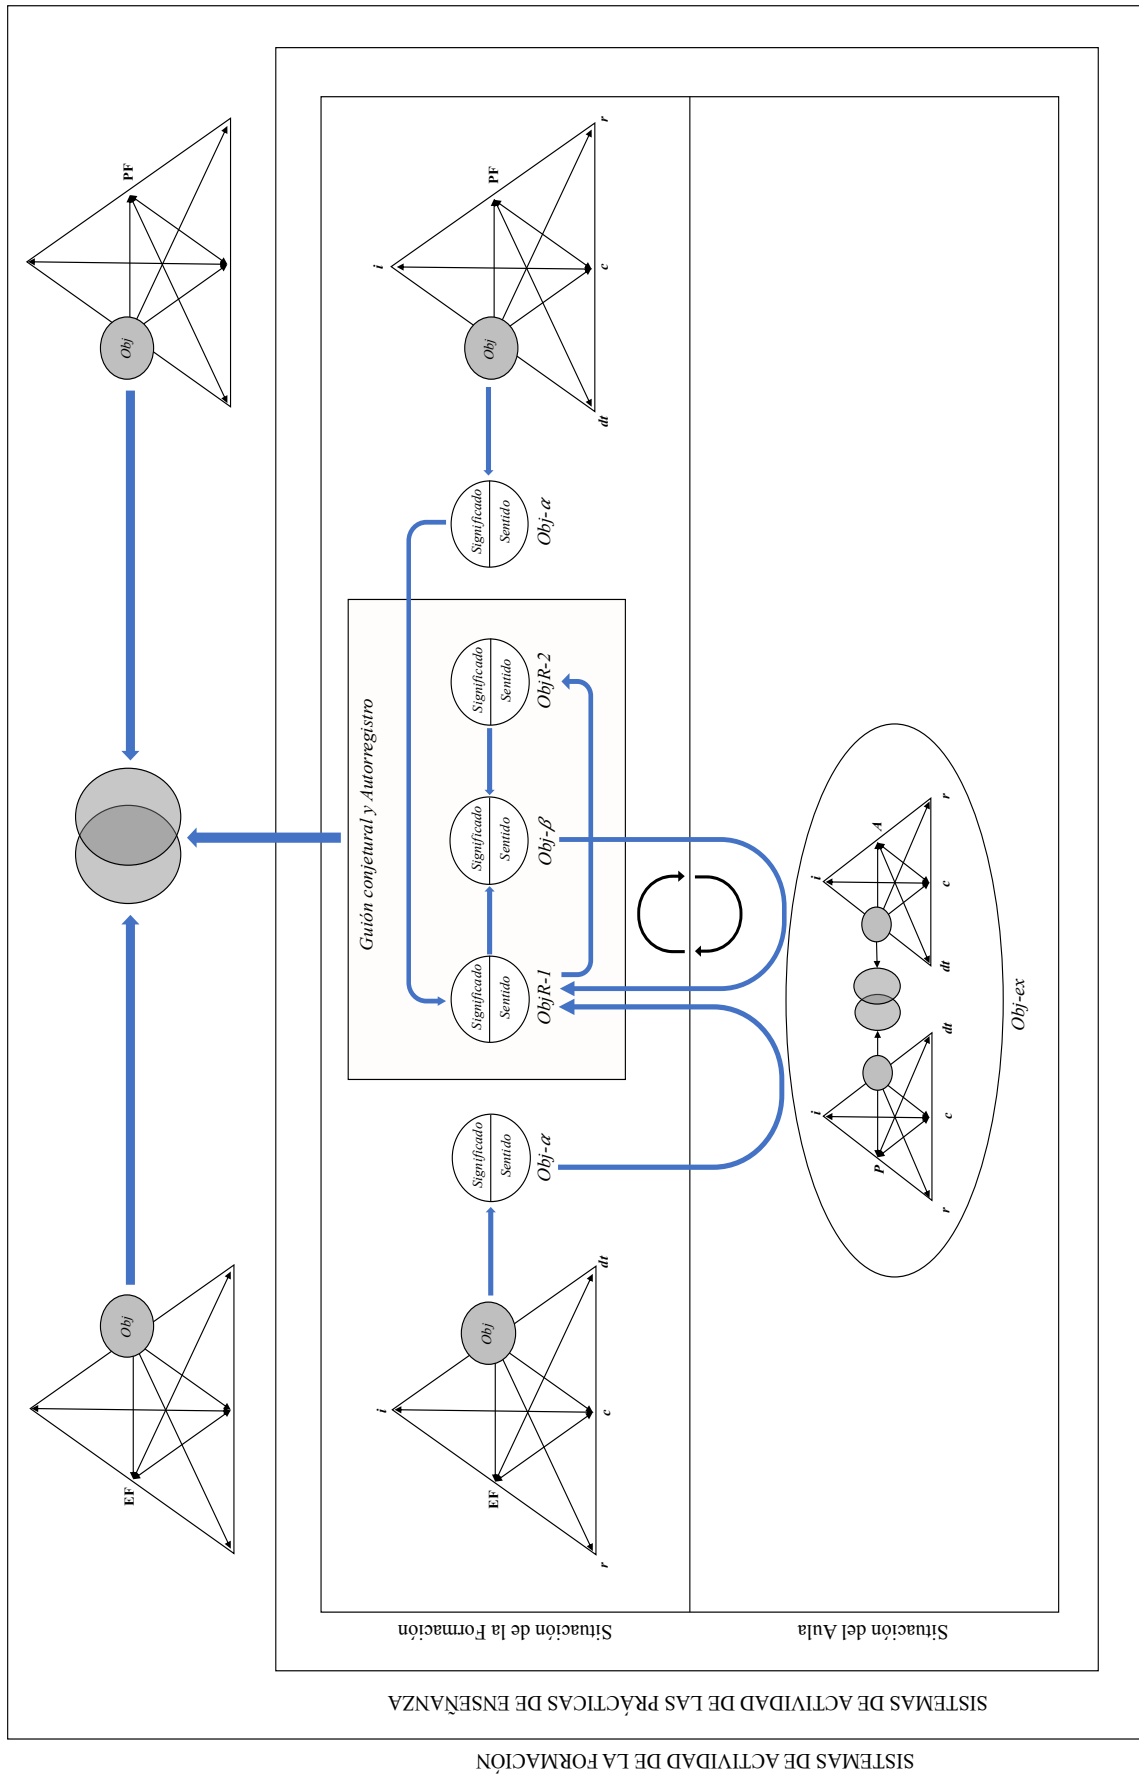 EF
Obj
Obj
PF
Guión conjetural y Autorregistro
i
i
EF
Obj
Significado
Sentido
Obj-α
Significado
Sentido
ObjR-1
Significado
Sentido
Obj-β
Significado
Sentido
ObjR-2
Significado
Sentido
Obj-α
Obj
PF
r
c
dt
dt
c
r
i
i
P
A
r
c
dt
dt
c
r
Obj-ex
Situación de la Formación
Situación del Aula
SISTEMAS DE ACTIVIDAD DE LAS PRÁCTICAS DE ENSEÑANZA
SISTEMAS DE ACTIVIDAD DE LA FORMACIÓN